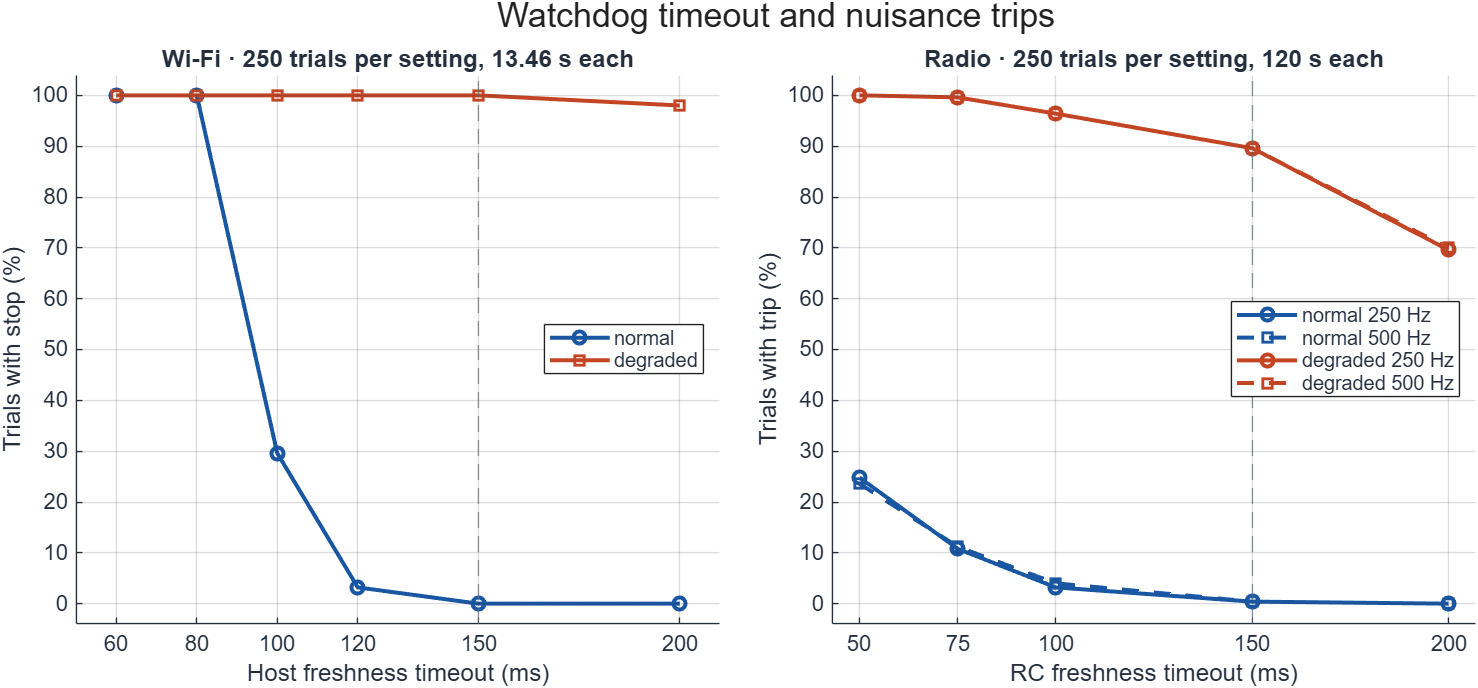 Watchdog timeout and nuisance trips
Wi-Fi · 250 trials per setting, 13.46 s each
Trials with stop (%)
100
90
80
70
60
50
40
30
20
10
0
normal
degraded
60 80 100 120 150 200
Host freshness timeout (ms)
Radio · 250 trials per setting, 120 s each
Trials with trip (%)
100
90
80
70
60
50
40
30
20
10
0
normal 250 Hz
normal 500 Hz
degraded 250 Hz
degraded 500 Hz
50 75 100 150 200
RC freshness timeout (ms)